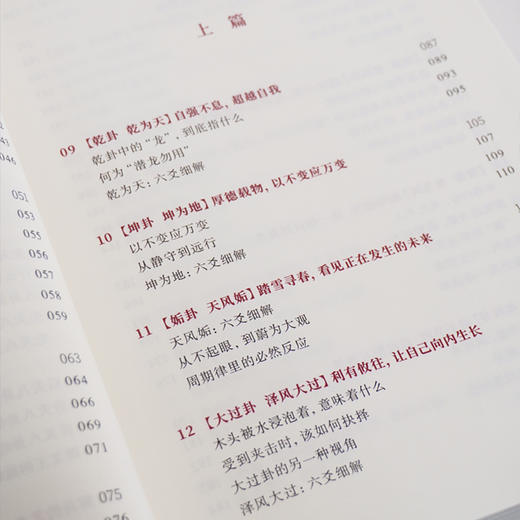 上 篇
087
09 【乾卦 乾为天】自强不息，超越自我
089
乾卦中的“龙”，到底指什么
093
何为“潜龙勿用”
095
乾为天：六爻细解
105
10 【坤卦 坤为地】厚德载物，以不变应万变
107
以不变应万变
109
从静守到远行
110
坤为地：六爻细解
11 【姤卦 天风姤】踏雪寻春，看见正在发生的未来
天风姤：六爻细解
从不起眼，到蔚为大观
周期律里的必然反应
12 【大过卦 泽风大过】利有攸往，让自己向内生长
木头被水浸泡着，意味着什么
受到夹击时，该如何抉择
大过卦的另一种视角
泽风大过：六爻细解
43
046
051
053
055
057
058
059
063
064
066
069
071
075
076